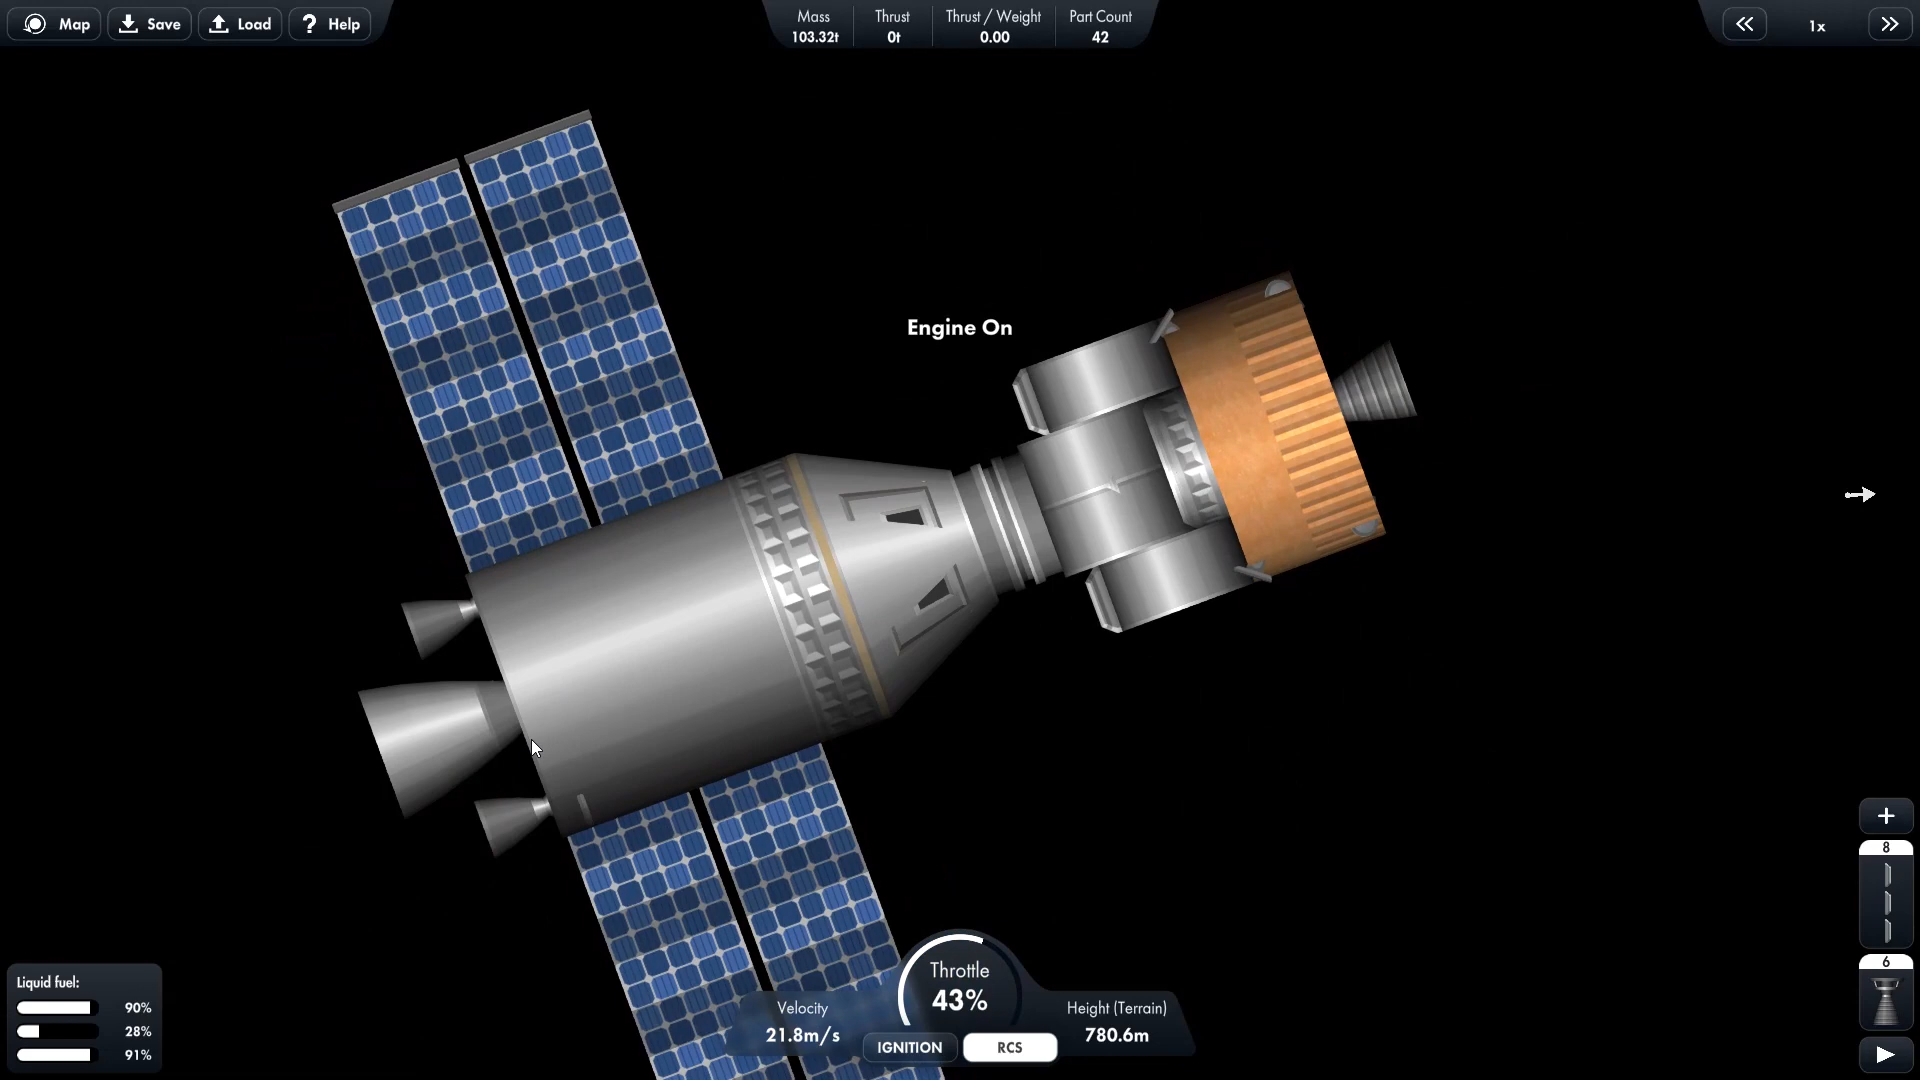 Map
Save
Load
? Help
Mass
103.32t
Thrust
0t
Thrust / Weight
0.00
Part Count
42
1x
Engine On
8
6
Liquid fuel:
90%
28%
91%
Throttle
43%
Velocity
21.8m/s
Height (Terrain)
780.6m
IGNITION
RCS